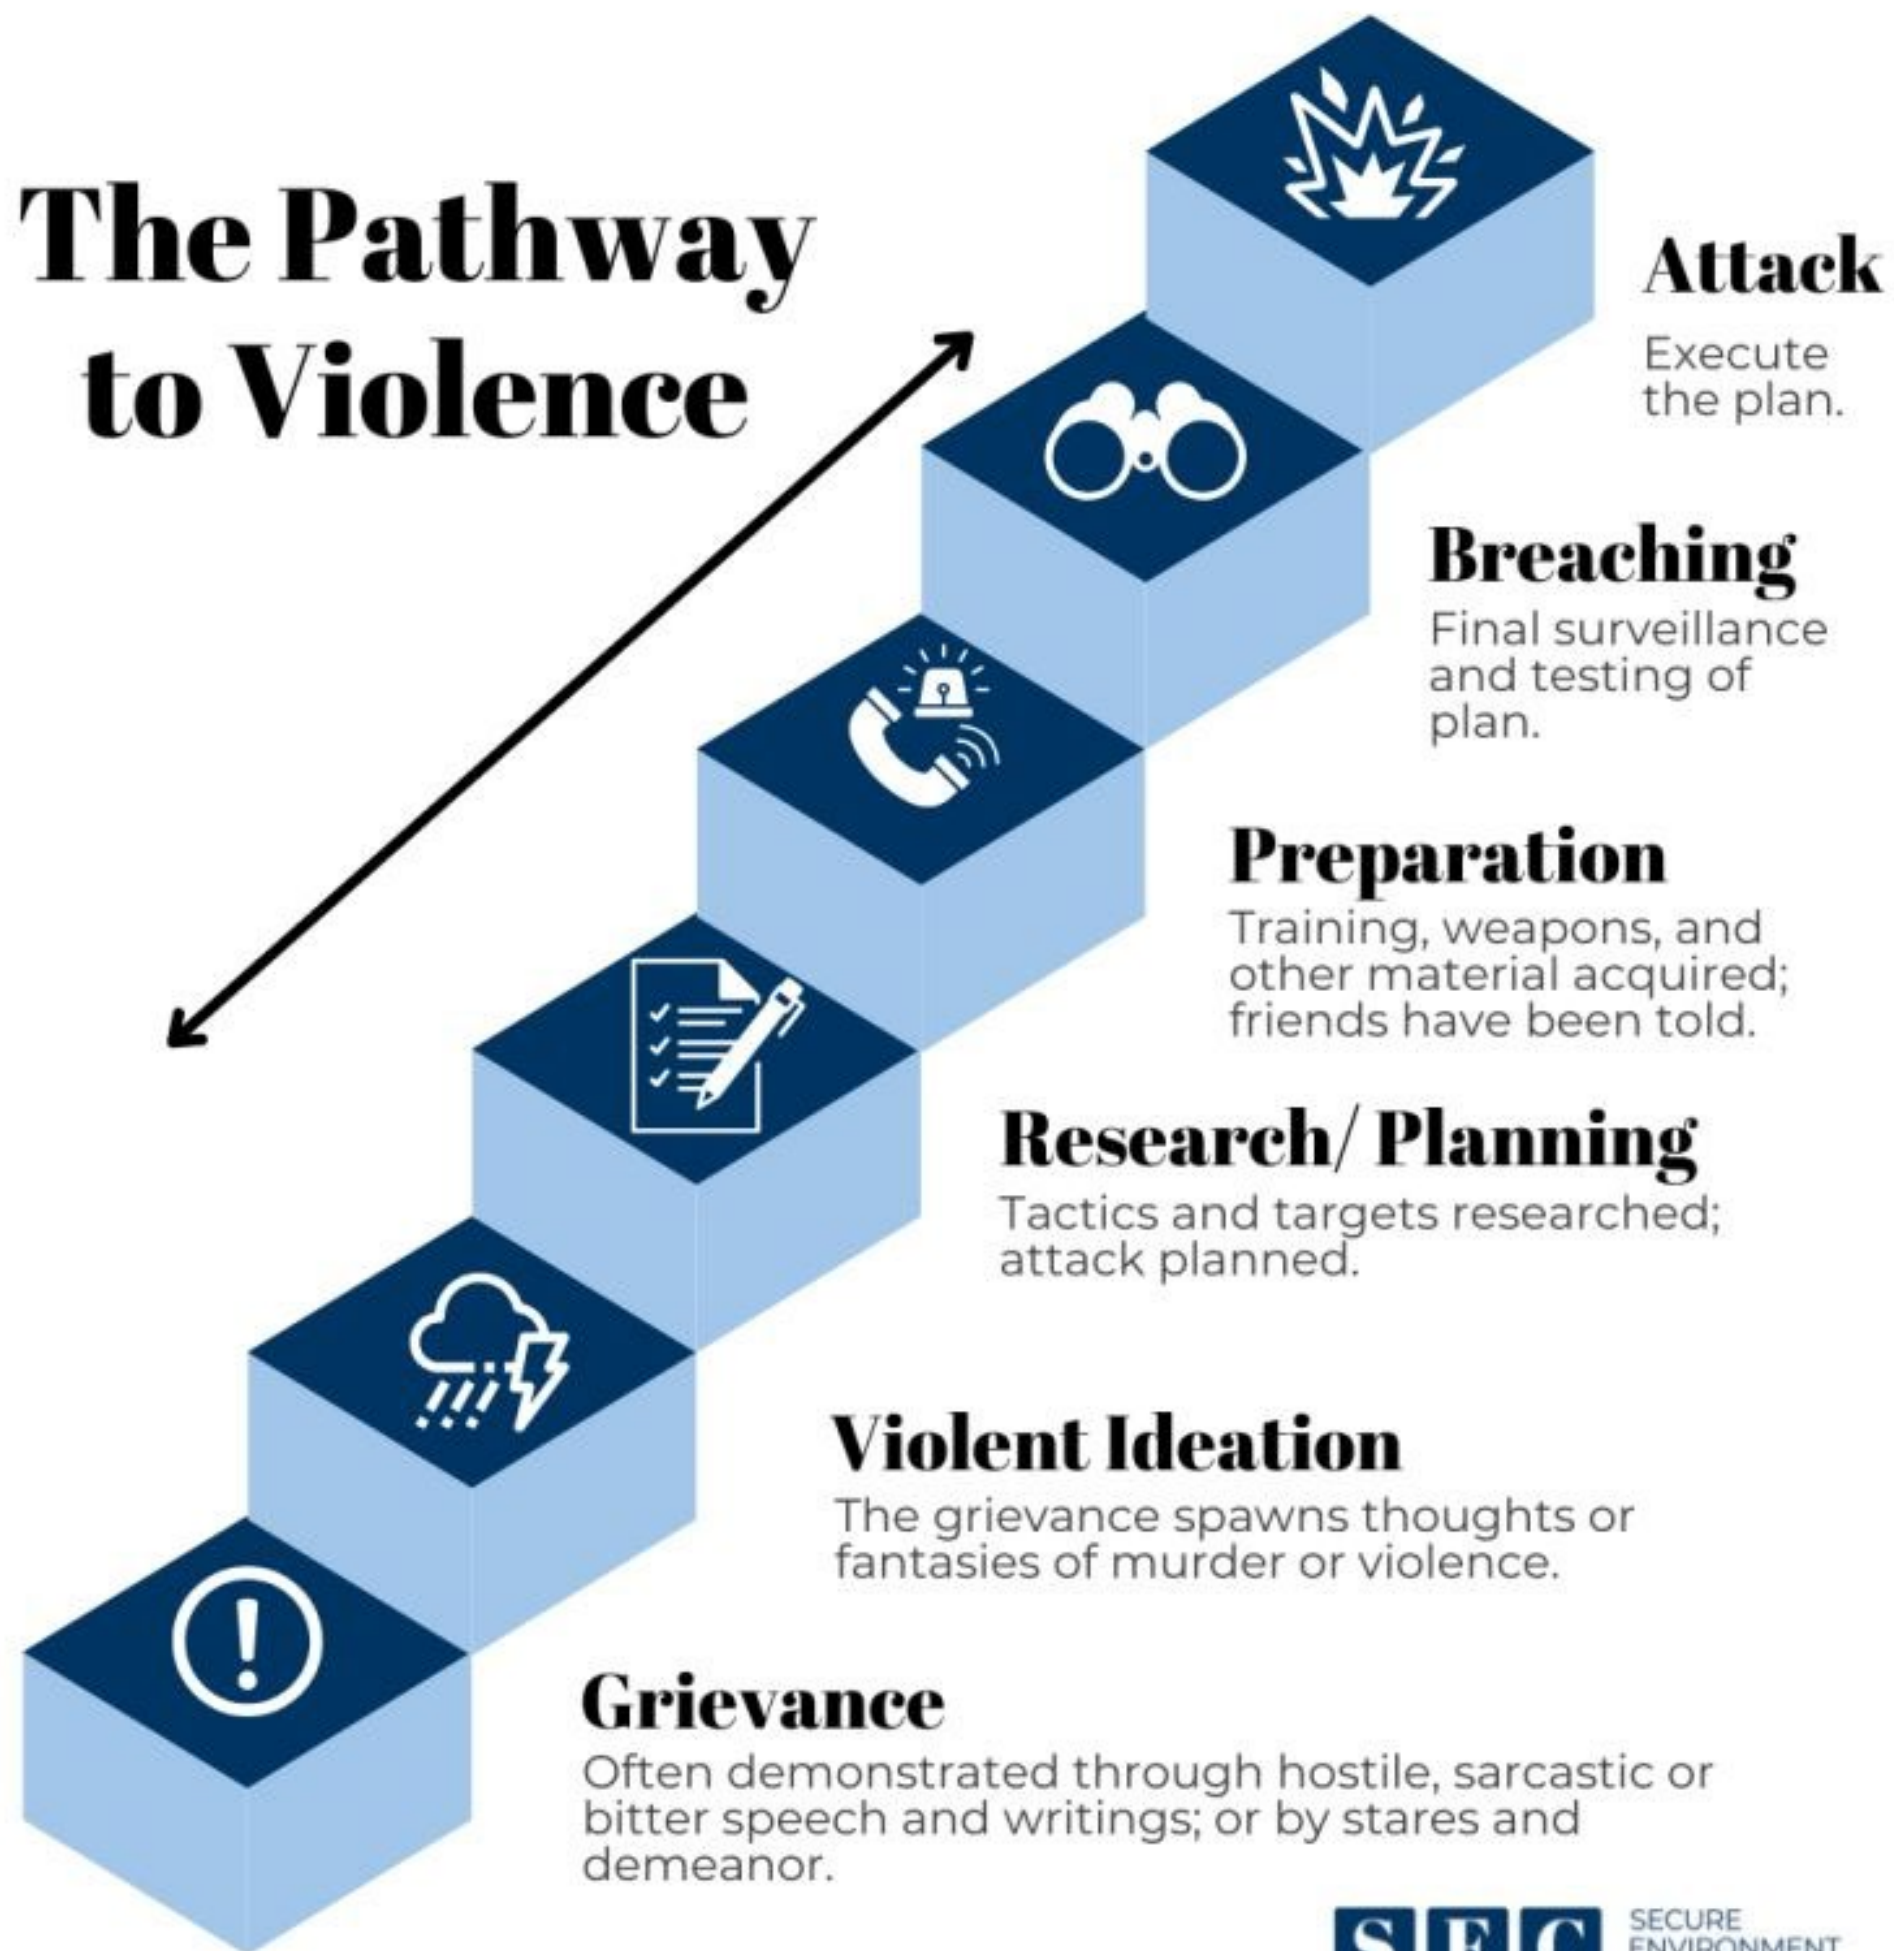 The Pathway
to Violence
Attack
Execute
the plan.
Breaching
Final surveillance
and testing of
plan.
Preparation
Training, weapons, and
other material acquired;
friends have been told.
Research/ Planning
Tactics and targets researched;
attack planned.
Violent Ideation
The grievance spawns thoughts or
fantasies of murder or violence.
Grievance
Often demonstrated through hostile, sarcastic or
bitter speech and writings; or by stares and
demeanor.
SEC
SECURE
ENVIRONMENT